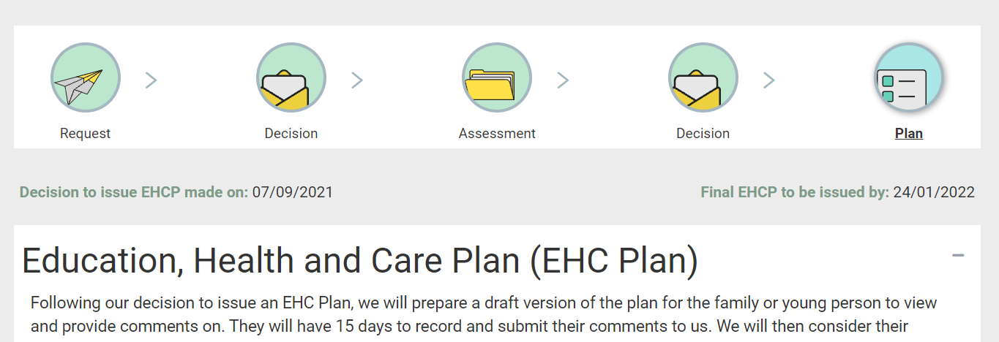 Request
Decision
Assessment
Decision
Plan
Decision to issue EHCP made on: 07/09/2021
Final EHCP to be issued by: 24/01/2022
Education, Health and Care Plan (EHC Plan)
Following our decision to issue an EHC Plan, we will prepare a draft version of the plan for the family or young person to view
and provide comments on. They will have 15 days to record and submit their comments to us. We will then consider their